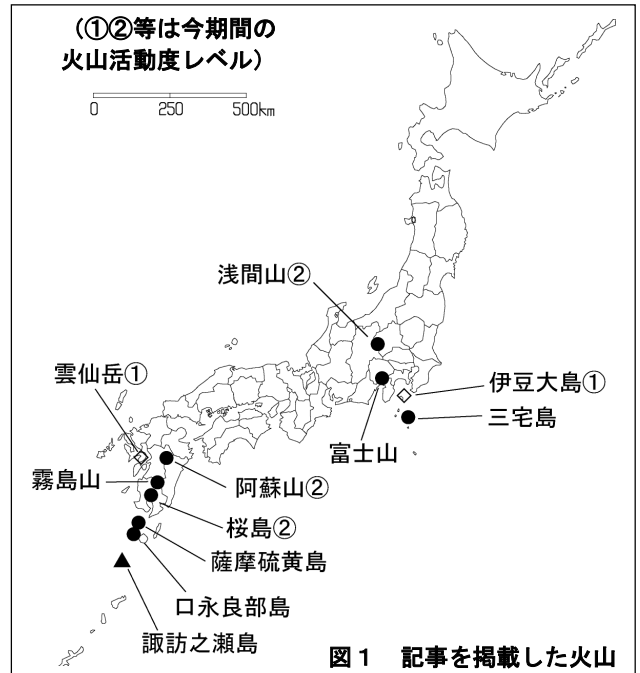 （①②等は今期間の
火山活動度レベル）
0 250 500km
浅間山②
雲仙岳①
伊豆大島①
三宅島
富士山
霧島山
阿蘇山②
桜島②
薩摩硫黄島
口永良部島
諏訪之瀬島
図１ 記事を掲載した火山